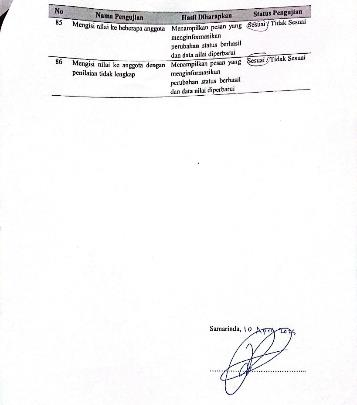 No Nama Pengujian Hasil Diharapkan Status Pengujian
85 Mengisi nilai ke beberapa anggota Menampilkan pesan yang Sesuai / Tidak Sesuai
menginformasikan
perubahan status berhasil
dan data nilai diperbarui
86 Mengisi nilai ke anggota dengan Menampilkan pesan yang Sesuai / Tidak Sesuai
penilaian tidak lengkap menginformasikan
perubahan status berhasil
dan data nilai diperbarui
Samarinda, 10